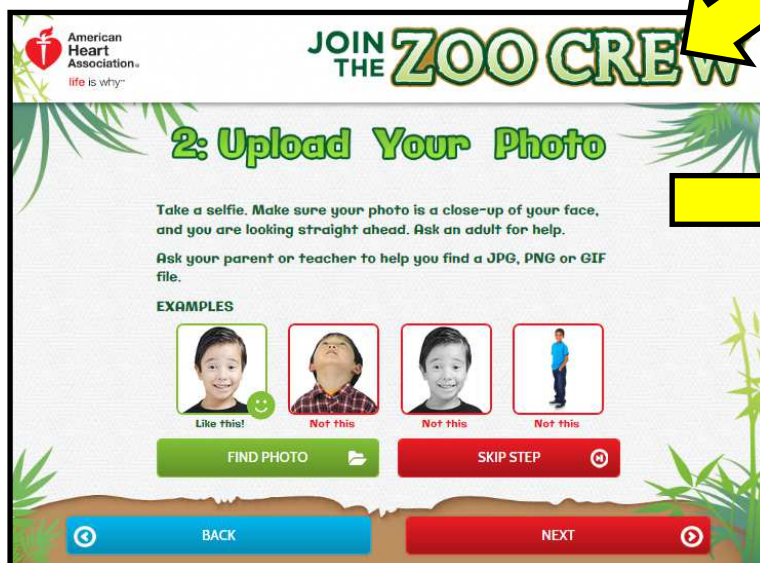 American
Heart
Association®
life is why™
JOIN
THE
ZOO CREW
2: Upload Your Photo
Take a selfie. Make sure your photo is a close-up of your face,
and you are looking straight ahead. Ask an adult for help.
Ask your parent or teacher to help you find a JPG, PNG or GIF
file.
EXAMPLES
Like this!
Not this
Not this
Not this
FIND PHOTO
SKIP STEP
BACK
NEXT